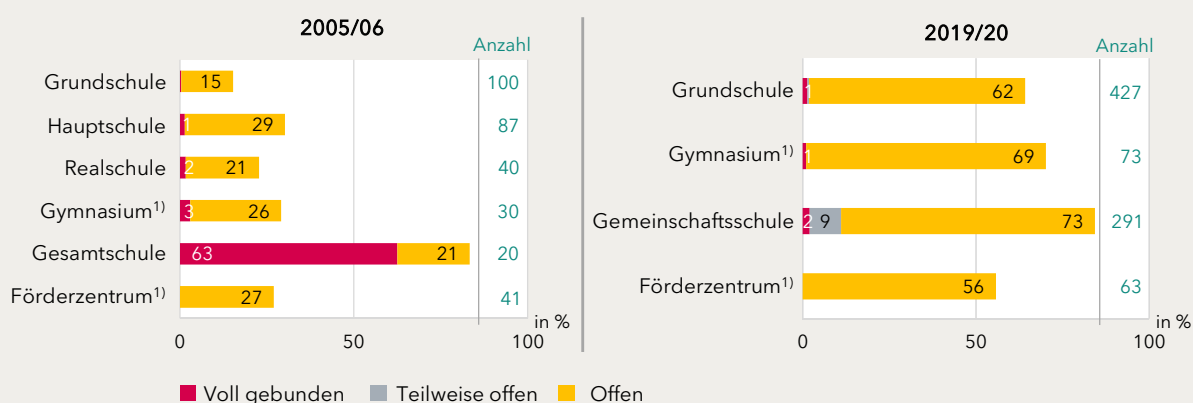 2005/06
Anzahl
Grundschule 15 100
Hauptschule 1 29 87
Realschule 2 21 40
Gymnasium1) 3 26 30
Gesamtschule 63 21 20
Förderzentrum1) 27 41
in %
0 50 100
2019/20
Anzahl
Grundschule 1 62 427
Gymnasium1) 1 69 73
Gemeinschaftsschule 2 9 73 291
Förderzentrum1) 56 63
in %
0 50 100
Voll gebunden Teilweise offen Offen